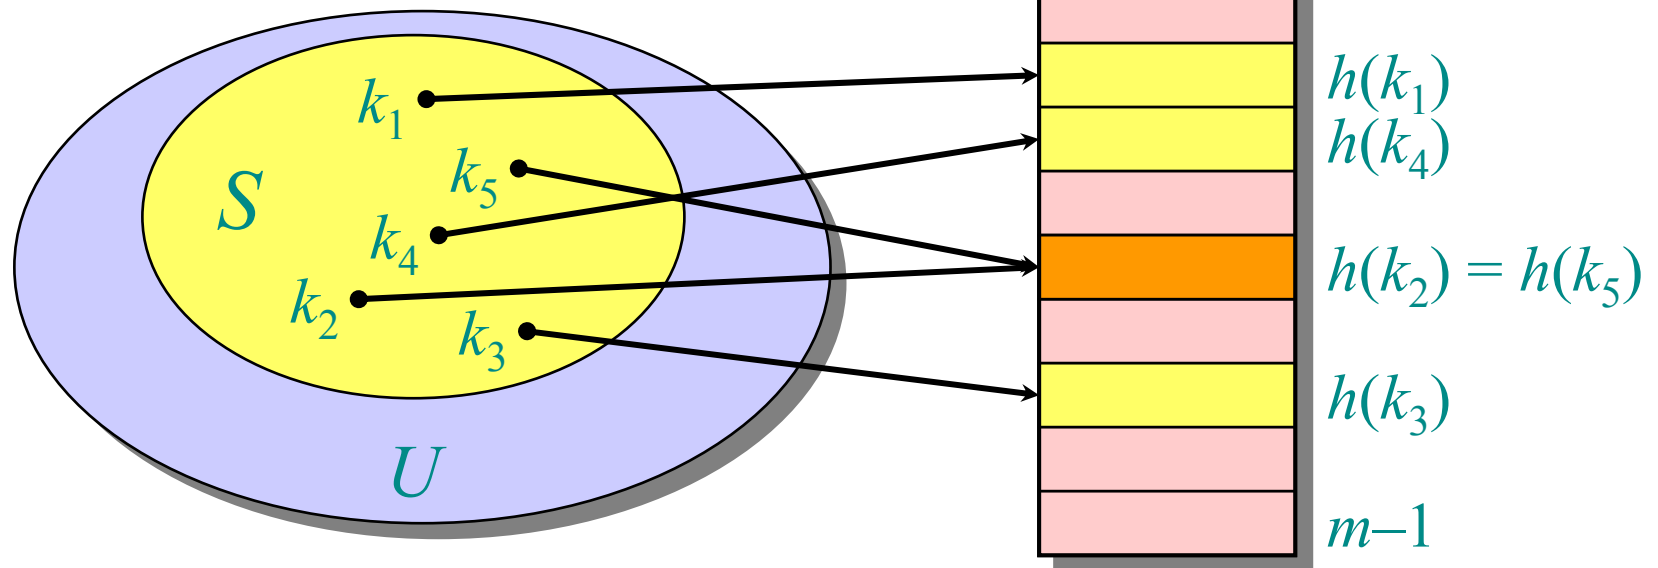 k₁
k₅
S
k₄
k₂
k₃
U
h(k₁)
h(k₄)
h(k₂) = h(k₅)
h(k₃)
m–1